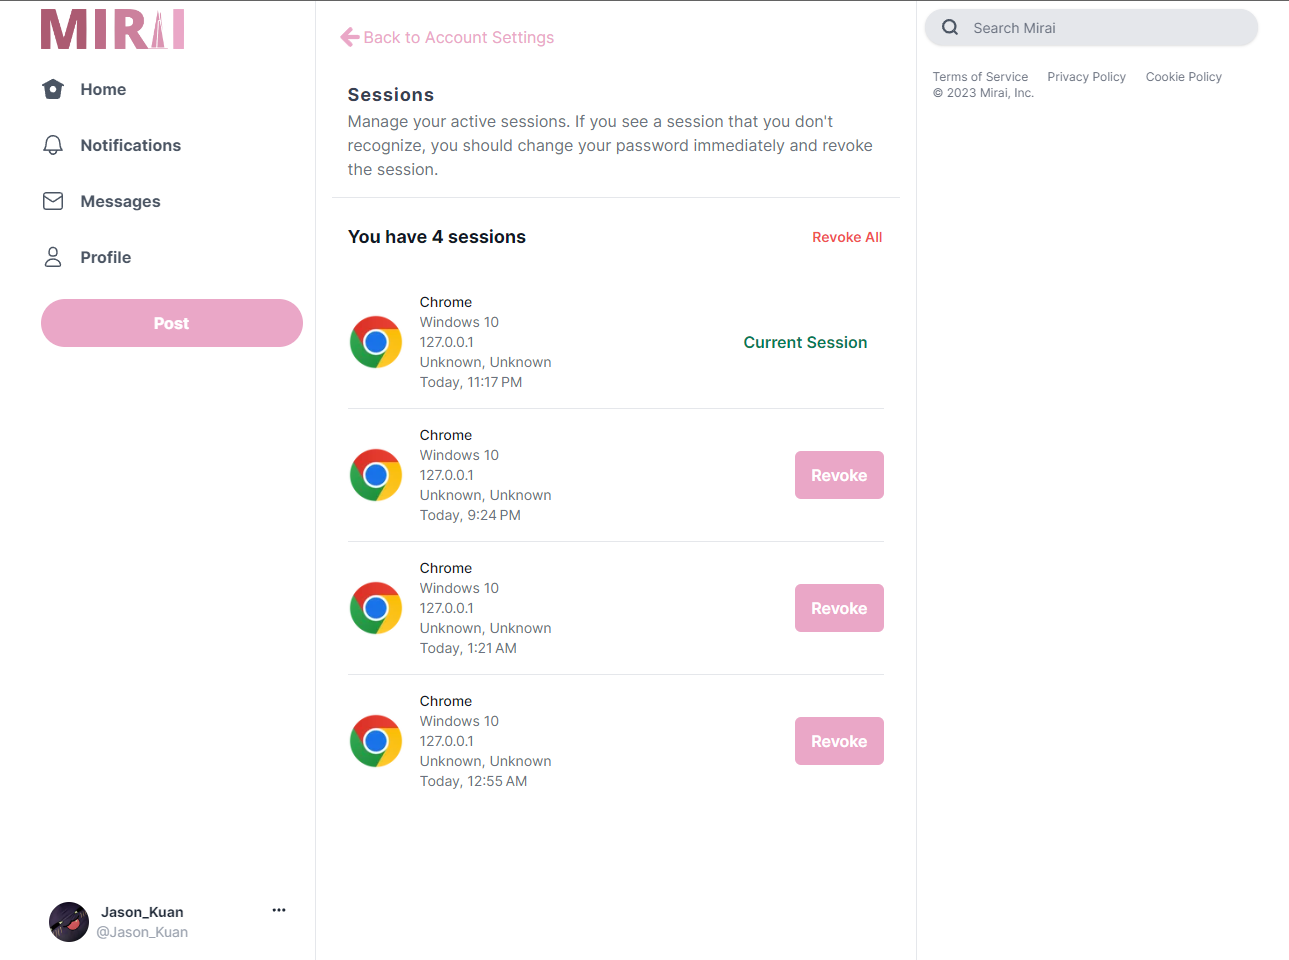 MIRAI
Home
Notifications
Messages
Profile
Post
Jason_Kuan
@Jason_Kuan
Back to Account Settings
Sessions
Manage your active sessions. If you see a session that you don't
recognize, you should change your password immediately and revoke
the session.
You have 4 sessions
Revoke All
Chrome
Windows 10
127.0.0.1
Unknown, Unknown
Today, 11:17 PM
Current Session
Chrome
Windows 10
127.0.0.1
Unknown, Unknown
Today, 9:24 PM
Revoke
Chrome
Windows 10
127.0.0.1
Unknown, Unknown
Today, 1:21 AM
Revoke
Chrome
Windows 10
127.0.0.1
Unknown, Unknown
Today, 12:55 AM
Revoke
Search Mirai
Terms of Service Privacy Policy Cookie Policy
© 2023 Mirai, Inc.